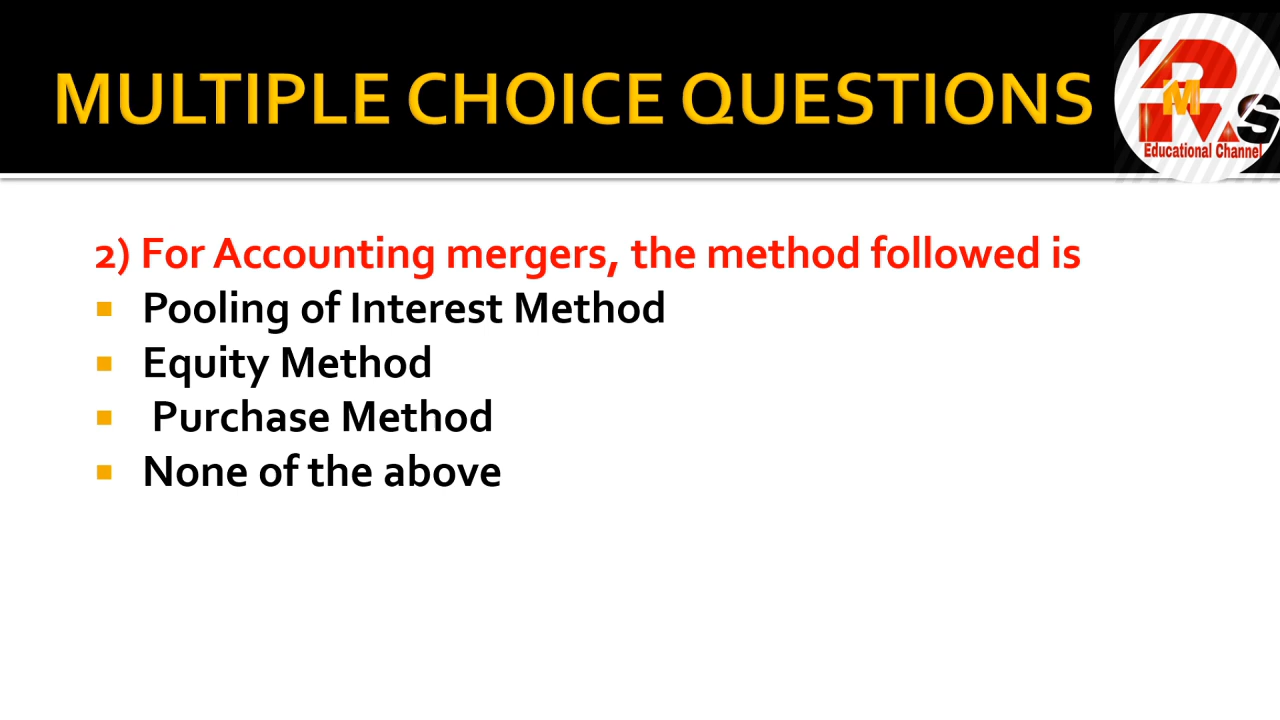 MULTIPLE CHOICE QUESTIONS
R M S
Educational Channel
2) For Accounting mergers, the method followed is
Pooling of Interest Method
Equity Method
Purchase Method
None of the above